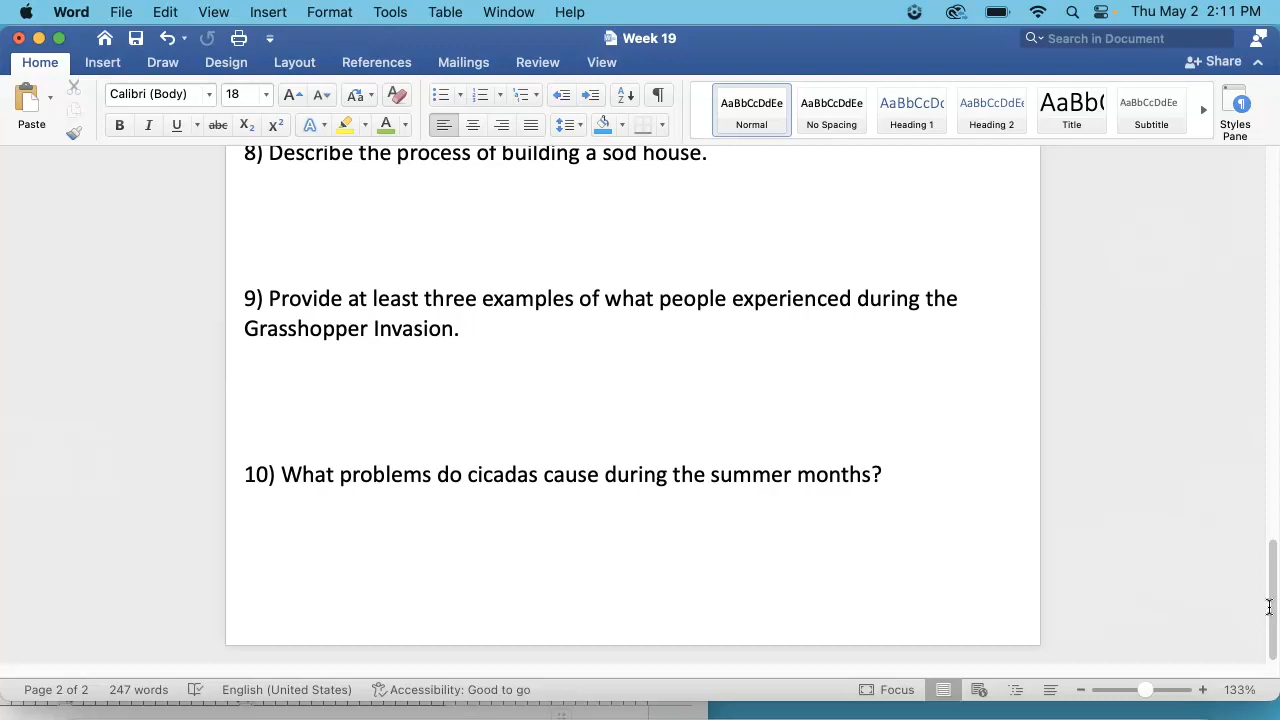 Word File Edit View Insert Format Tools Table Window Help Thu May 2 2:11 PM
Week 19
Search in Document
Home Insert Draw Design Layout References Mailings Review View Share
Paste
Calibri (Body) 18
AaBbCcDdEe AaBbCcDdEe AaBbCcDc AaBbCcDdEe AaBb( AaBbCcDdEe
Normal No Spacing Heading 1 Heading 2 Title Subtitle
Styles
Pane
8) Describe the process of building a sod house.
9) Provide at least three examples of what people experienced during the
Grasshopper Invasion.
10) What problems do cicadas cause during the summer months?
Page 2 of 2 247 words English (United States) Accessibility: Good to go Focus 133%